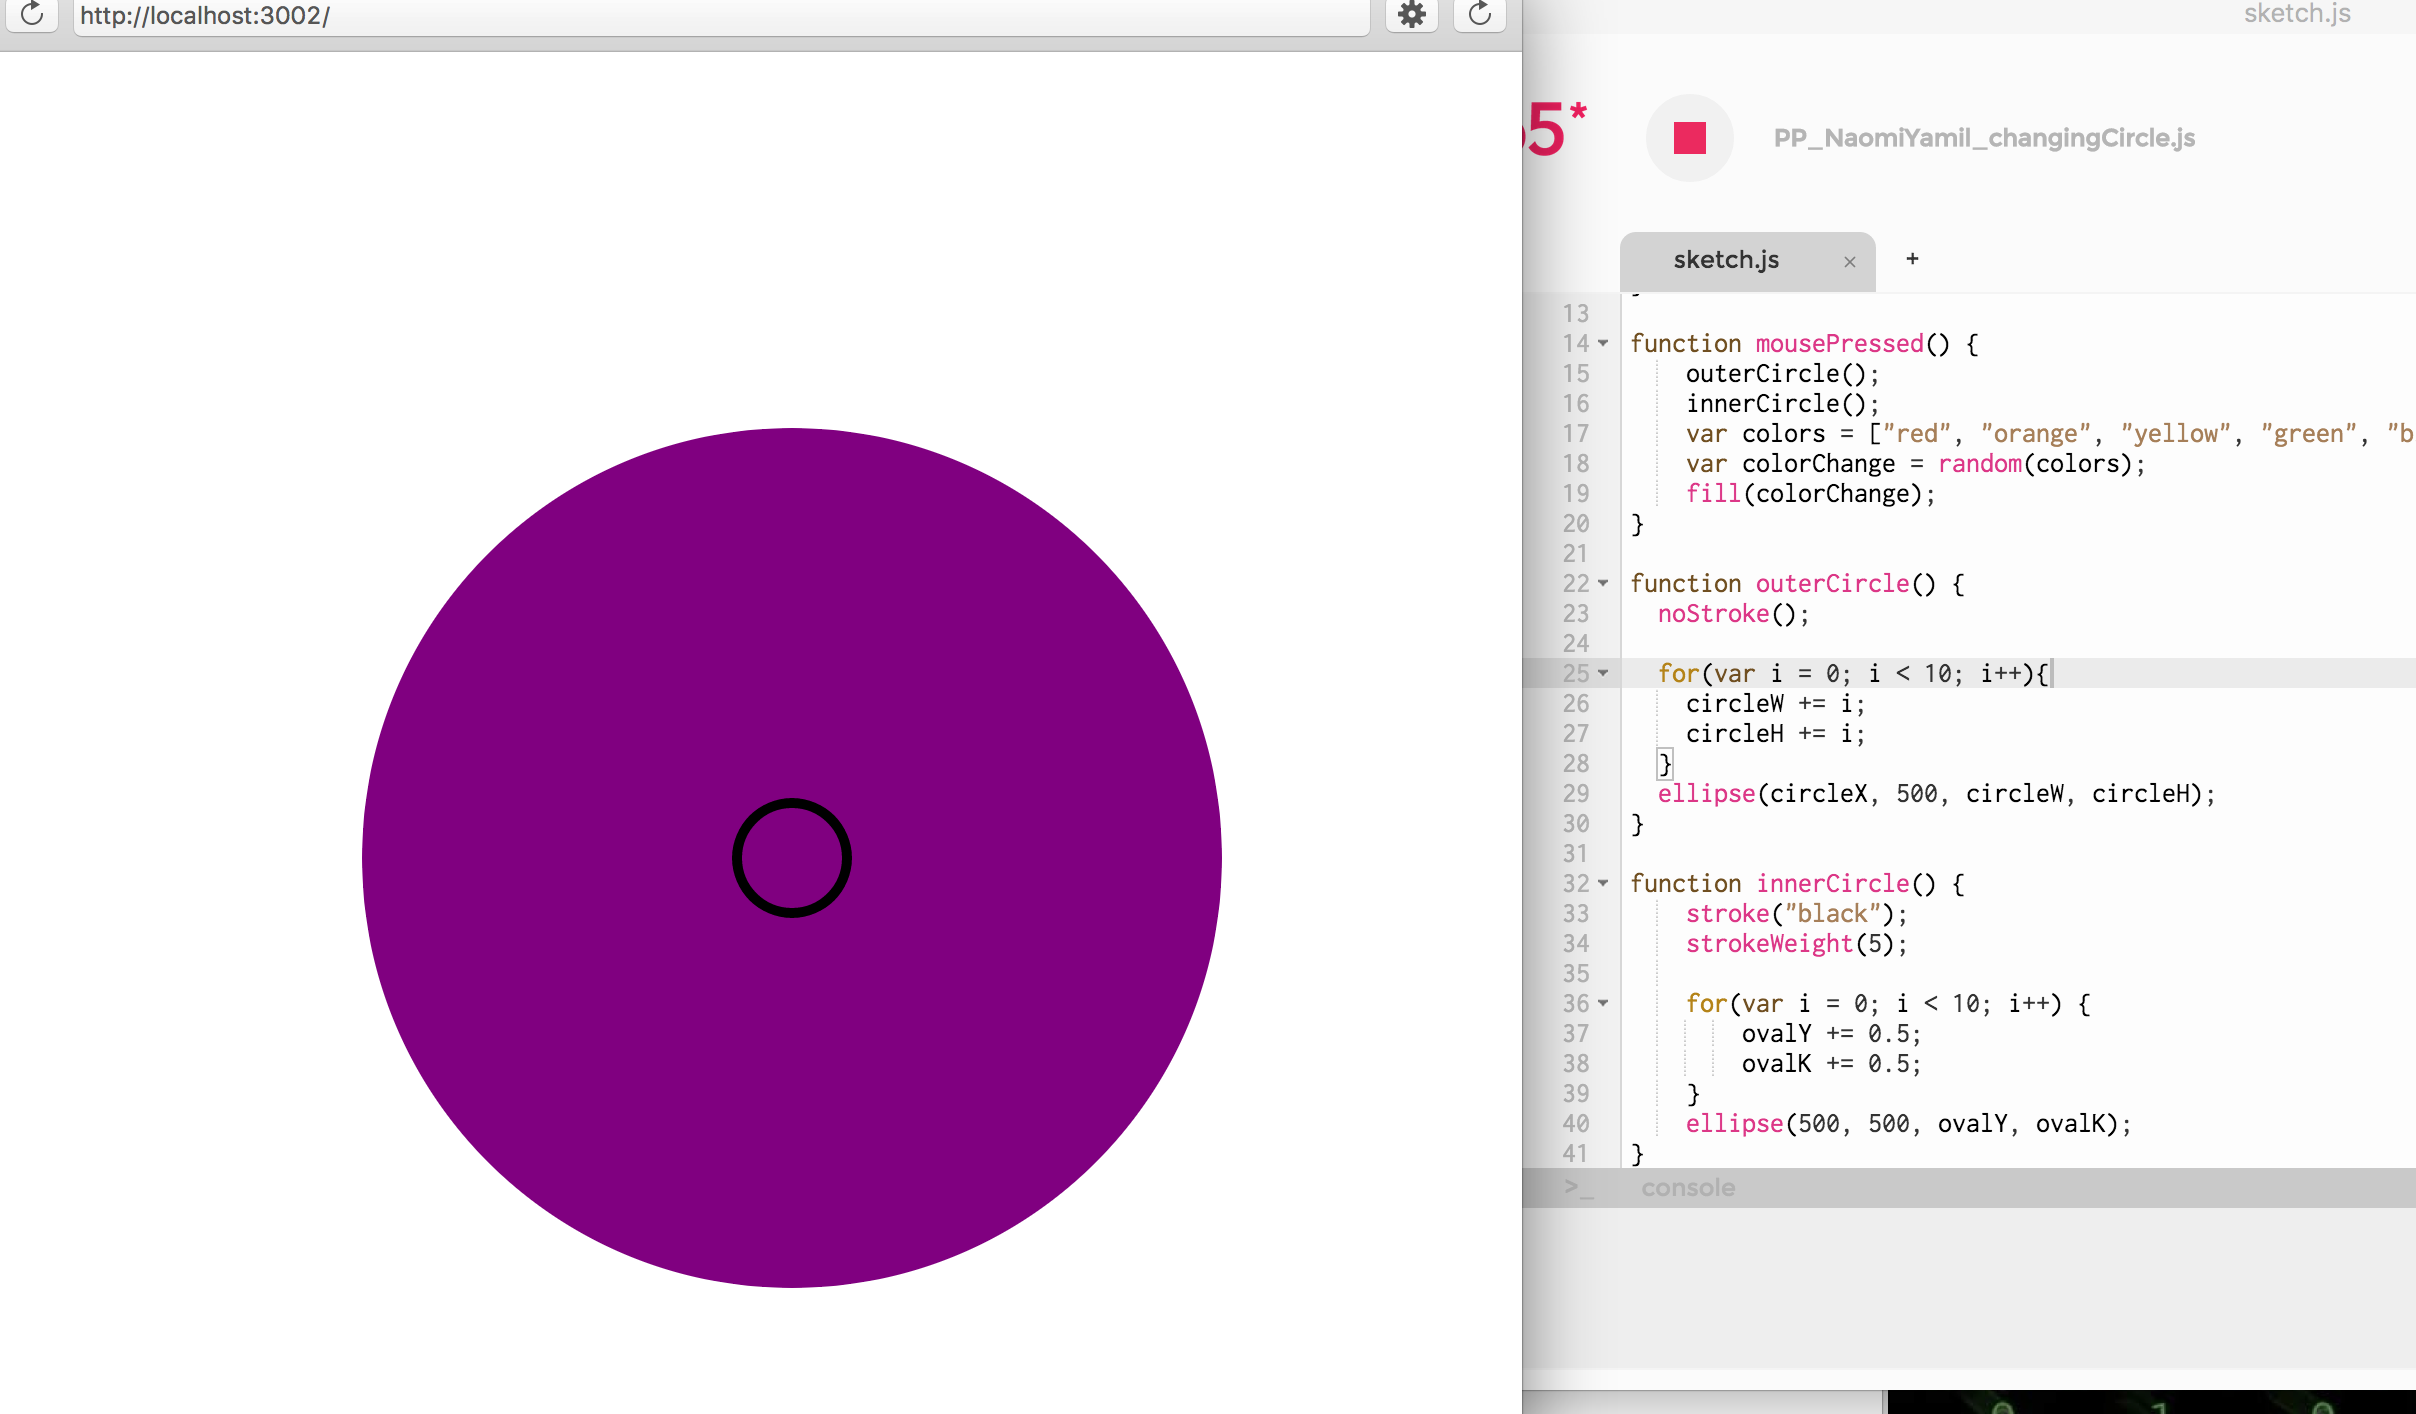 http://localhost:3002/
sketch.js
5*
PP_NaomiYamil_changingCircle.js
sketch.js × +
13
14 function mousePressed() {
15 outerCircle();
16 innerCircle();
17 var colors = ["red", "orange", "yellow", "green", "b
18 var colorChange = random(colors);
19 fill(colorChange);
20 }
21
22 function outerCircle() {
23 noStroke();
24
25 for(var i = 0; i < 10; i++){
26 circleW += i;
27 circleH += i;
28 }
29 ellipse(circleX, 500, circleW, circleH);
30 }
31
32 function innerCircle() {
33 stroke("black");
34 strokeWeight(5);
35
36 for(var i = 0; i < 10; i++) {
37 ovalY += 0.5;
38 ovalK += 0.5;
39 }
40 ellipse(500, 500, ovalY, ovalK);
41 }
>_ console